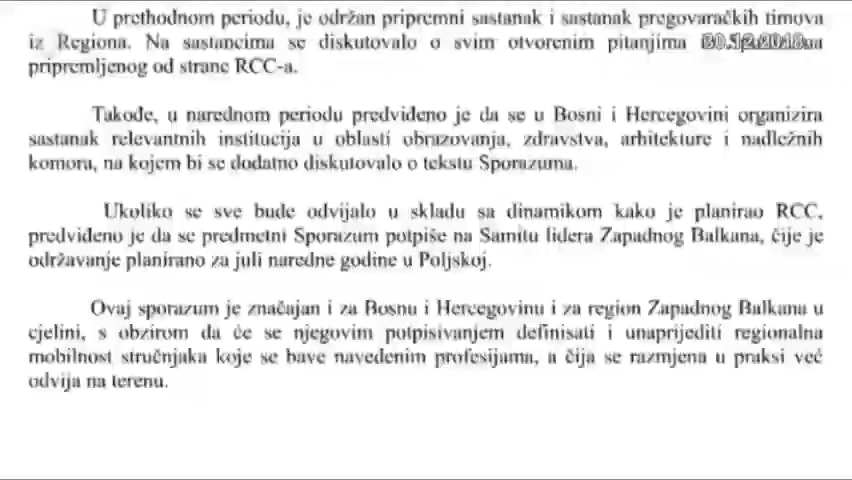 U prethodnom periodu, je održan pripremni sastanak i sastanak pregovaračkih timova
iz Regiona. Na sastancima se diskutovalo o svim otvorenim pitanjima 30.12.2018.
pripremljenog od strane RCC-a.
Takođe, u narednom periodu predviđeno je da se u Bosni i Hercegovini organizira
sastanak relevantnih institucija u oblasti obrazovanja, zdravstva, arhitekture i nadležnih
komora, na kojem bi se dodatno diskutovalo o tekstu Sporazuma.
Ukoliko se sve bude odvijalo u skladu sa dinamikom kako je planirao RCC,
predviđeno je da se predmetni Sporazum potpiše na Samitu lidera Zapadnog Balkana, čije je
održavanje planirano za juli naredne godine u Poljskoj.
Ovaj sporazum je značajan i za Bosnu i Hercegovinu i za region Zapadnog Balkana u
cjelini, s obzirom da će se njegovim potpisivanjem definisati i unaprijediti regionalna
mobilnost stručnjaka koje se bave navedenim profesijama, a čija se razmjena u praksi već
odvija na terenu.